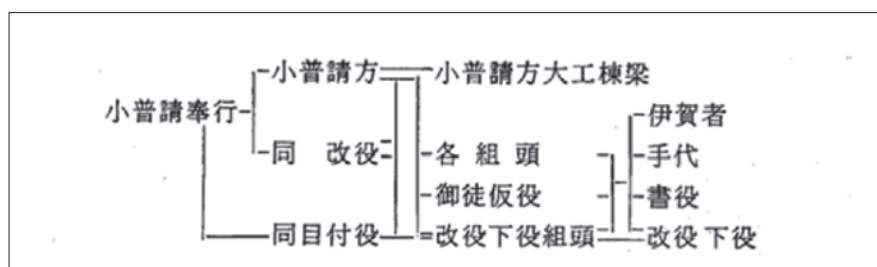 小普請方
小普請方大工棟梁
小普請奉行
伊賀者
同 改役
各組頭
手代
御徒仮役
書役
同目付役
改役下役組頭
改役下役